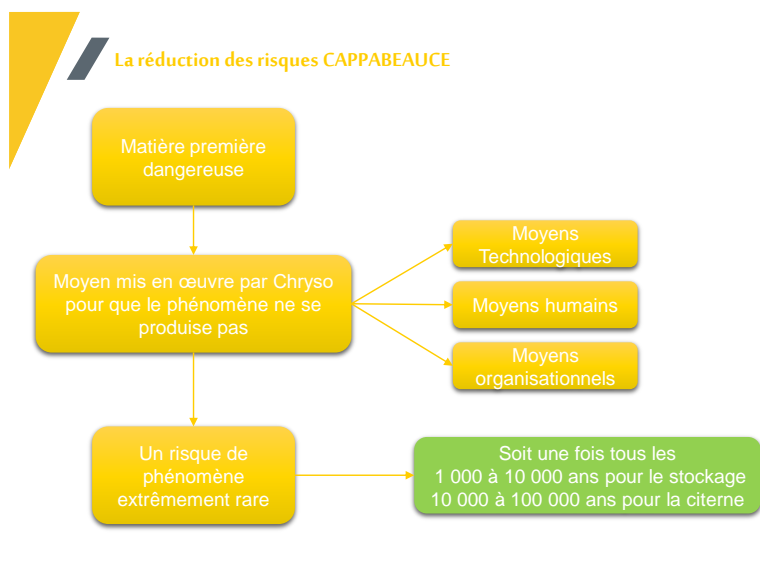 La réduction des risques CAPPABEAUCE
Matière première
dangereuse
Moyen mis en œuvre par Chryso
pour que le phénomène ne se
produise pas
Moyens
Technologiques
Moyens humains
Moyens
organisationnels
Un risque de
phénomène
extrêmement rare
Soit une fois tous les
1 000 à 10 000 ans pour le stockage
10 000 à 100 000 ans pour la citerne